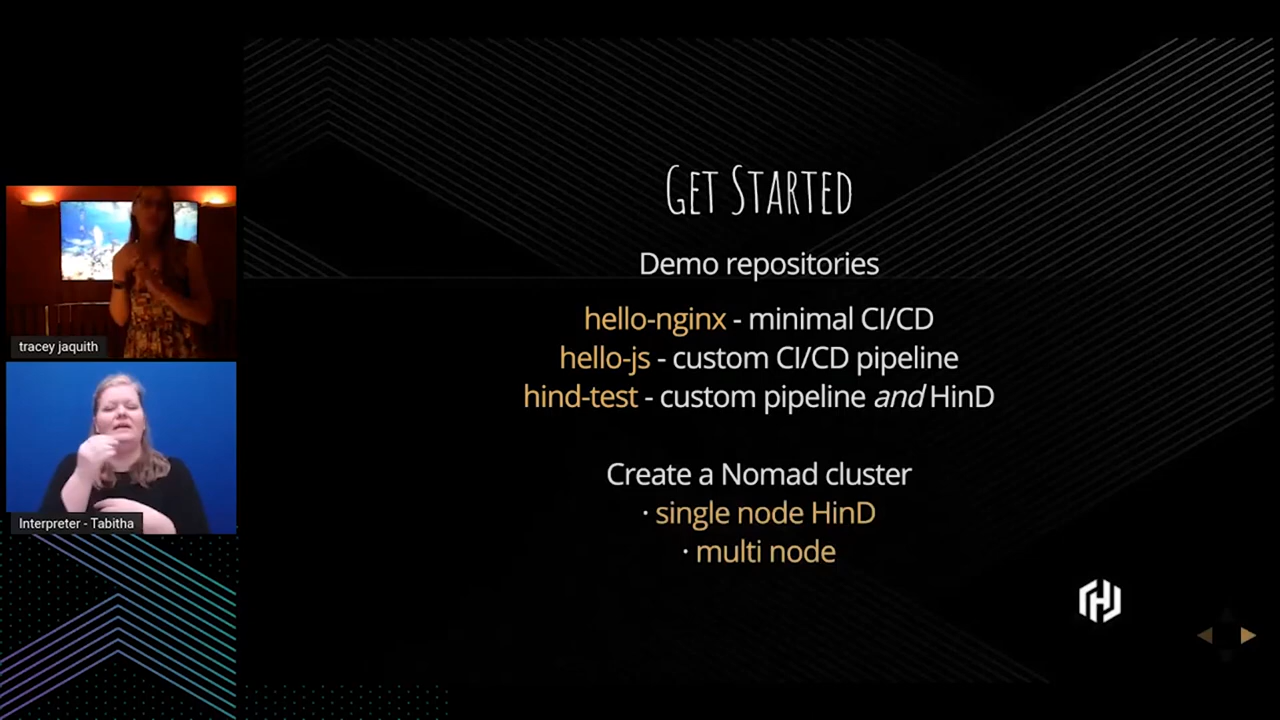 Get Started
Demo repositories
hello-nginx - minimal CI/CD
hello-js - custom CI/CD pipeline
hind-test - custom pipeline and HinD
Create a Nomad cluster
· single node HinD
· multi node
tracey jaquith
Interpreter - Tabitha